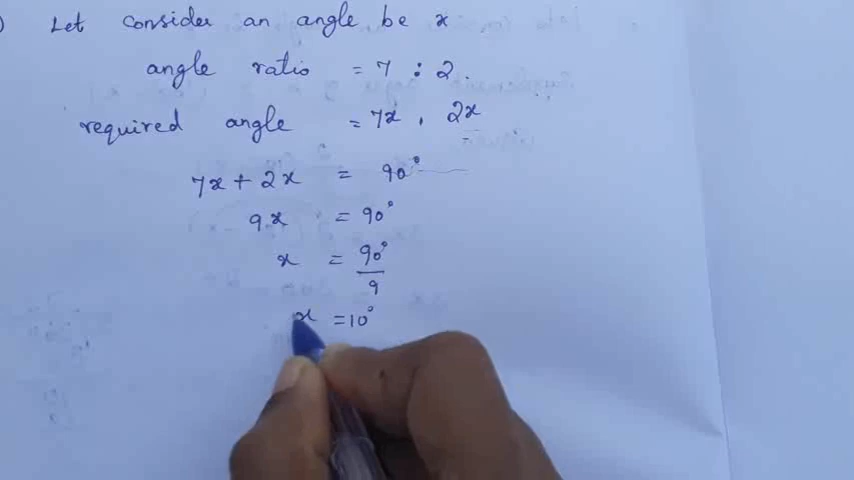 ) Let consider an angle be x
angle ratio = 7 : 2.
required angle = 7x , 2x
7x + 2x = 90°
9x = 90°
x = 90°
9
x = 10°